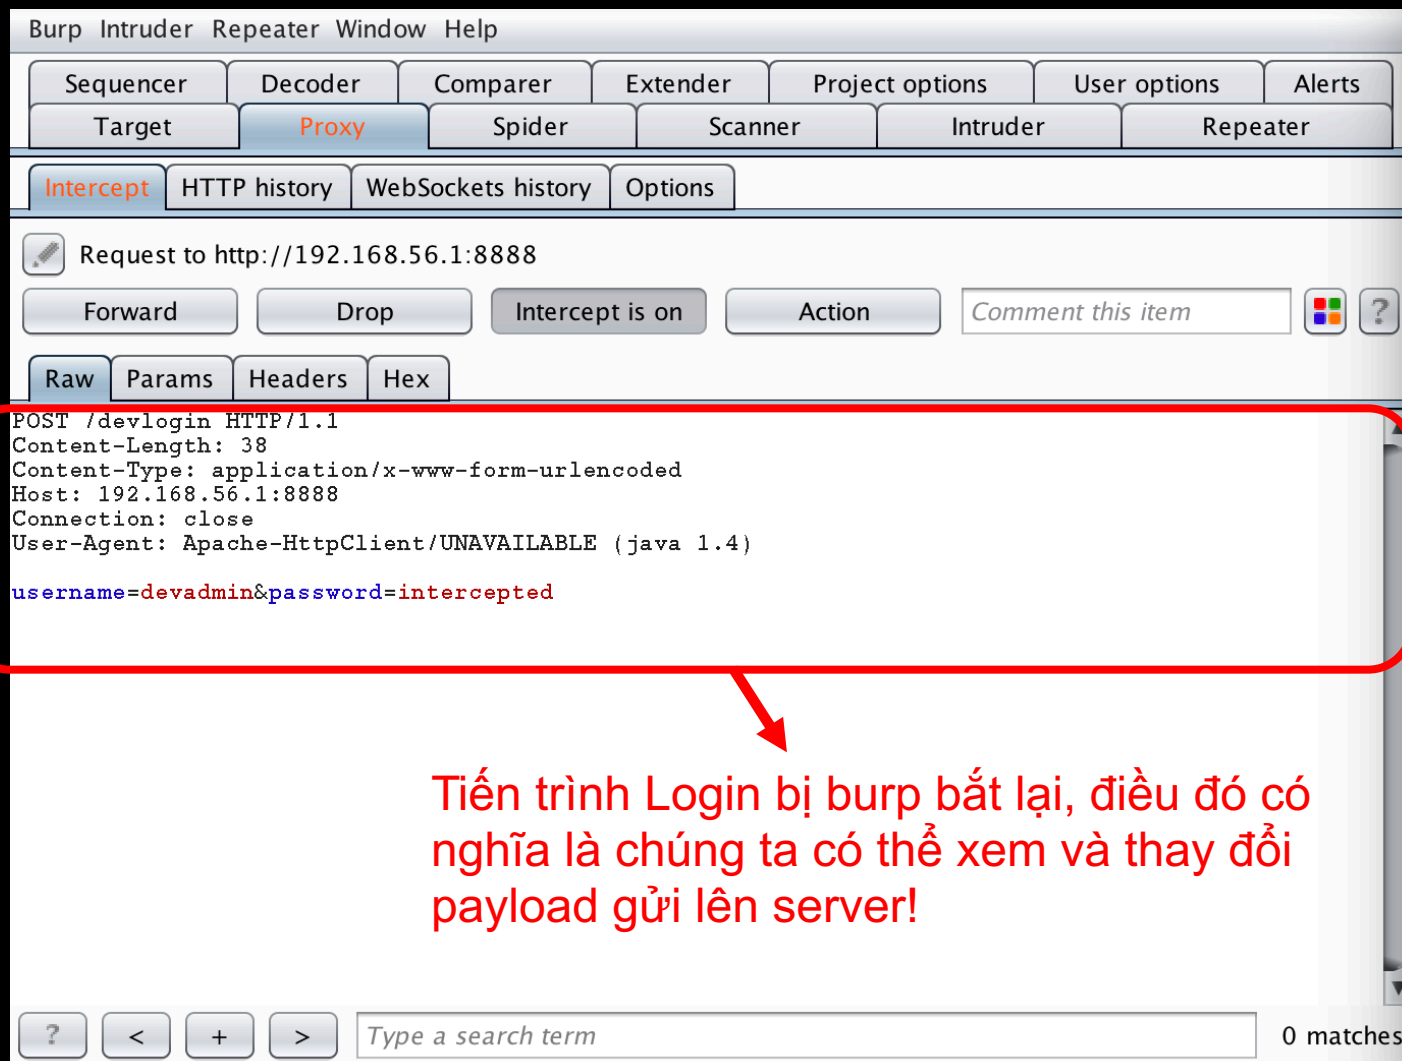 Burp Intruder Repeater Window Help
Sequencer Decoder Comparer Extender Project options User options Alerts
Target Proxy Spider Scanner Intruder Repeater
Intercept HTTP history WebSockets history Options
Request to http://192.168.56.1:8888
Forward Drop Intercept is on Action Comment this item ?
Raw Params Headers Hex
POST /devlogin HTTP/1.1
Content-Length: 38
Content-Type: application/x-www-form-urlencoded
Host: 192.168.56.1:8888
Connection: close
User-Agent: Apache-HttpClient/UNAVAILABLE (java 1.4)
username=devadmin&password=intercepted
Tiến trình Login bị burp bắt lại, điều đó có
nghĩa là chúng ta có thể xem và thay đổi
payload gửi lên server!
? < + > Type a search term 0 matches